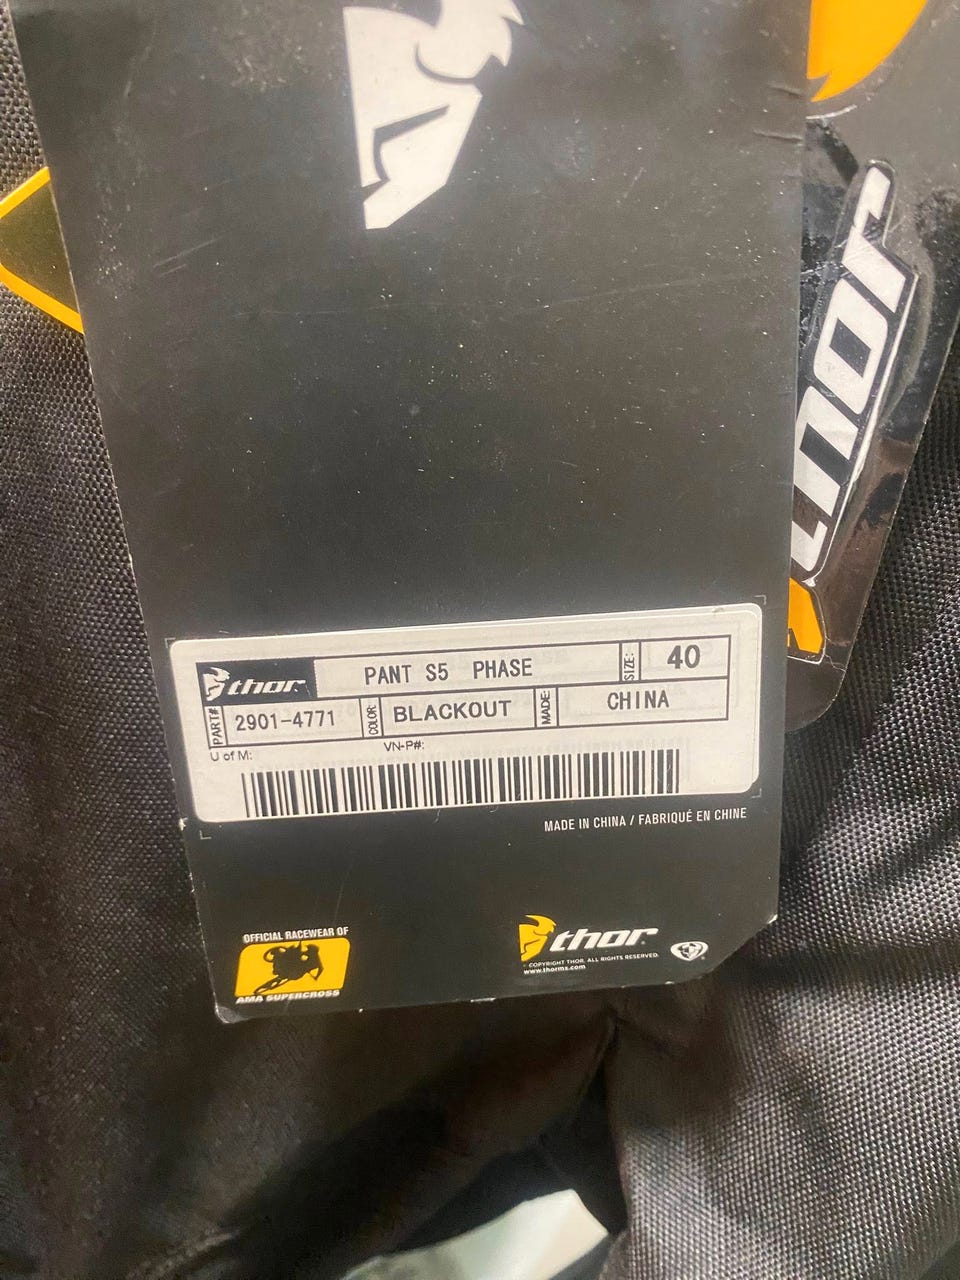 thor
thor
PANT S5 PHASE
SIZE:
40
PART#
2901-4771
COLOR:
BLACKOUT
MADE:
CHINA
U of M:
VN-P#:
MADE IN CHINA / FABRIQUÉ EN CHINE
OFFICIAL RACEWEAR OF
AMA SUPERCROSS
thor
COPYRIGHT THOR. ALL RIGHTS RESERVED.
www.thormx.com